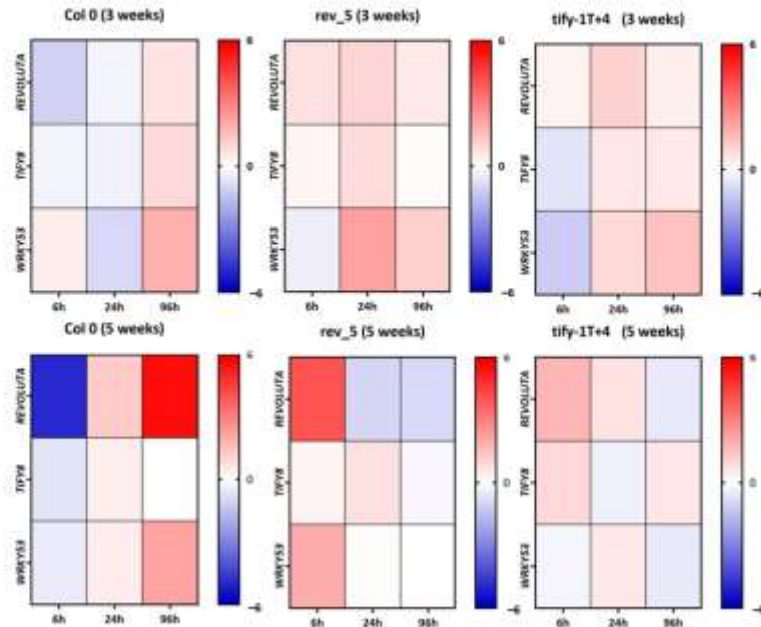 Col 0 (3 weeks)
6
0
-6
REVOLUTA
TIFY8
WRKY53
6h 24h 96h
rev_5 (3 weeks)
6
0
-6
REVOLUTA
TIFY8
WRKY53
6h 24h 96h
tify-1T+4 (3 weeks)
6
0
-6
REVOLUTA
TIFY8
WRKY53
6h 24h 96h
Col 0 (5 weeks)
6
0
-6
REVOLUTA
TIFY8
WRKY53
6h 24h 96h
rev_5 (5 weeks)
6
0
-6
REVOLUTA
TIFY8
WRKY53
6h 24h 96h
tify-1T+4 (5 weeks)
6
0
-6
REVOLUTA
TIFY8
WRKY53
6h 24h 96h